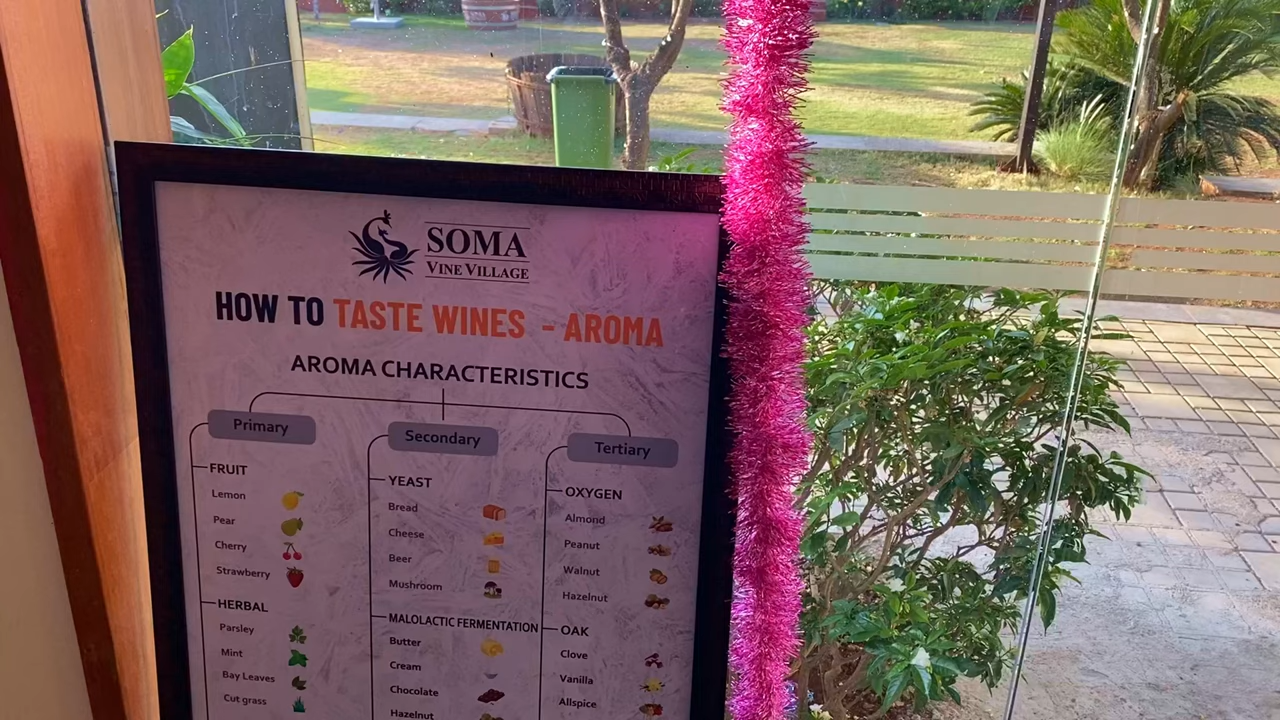 SOMA
VINE VILLAGE
HOW TO TASTE WINES - AROMA
AROMA CHARACTERISTICS
Primary
FRUIT
Lemon
Pear
Cherry
Strawberry
HERBAL
Parsley
Mint
Bay Leaves
Cut grass
Secondary
YEAST
Bread
Cheese
Beer
Mushroom
MALOLACTIC FERMENTATION
Butter
Cream
Chocolate
Hazelnut
Tertiary
OXYGEN
Almond
Peanut
Walnut
Hazelnut
OAK
Clove
Vanilla
Allspice